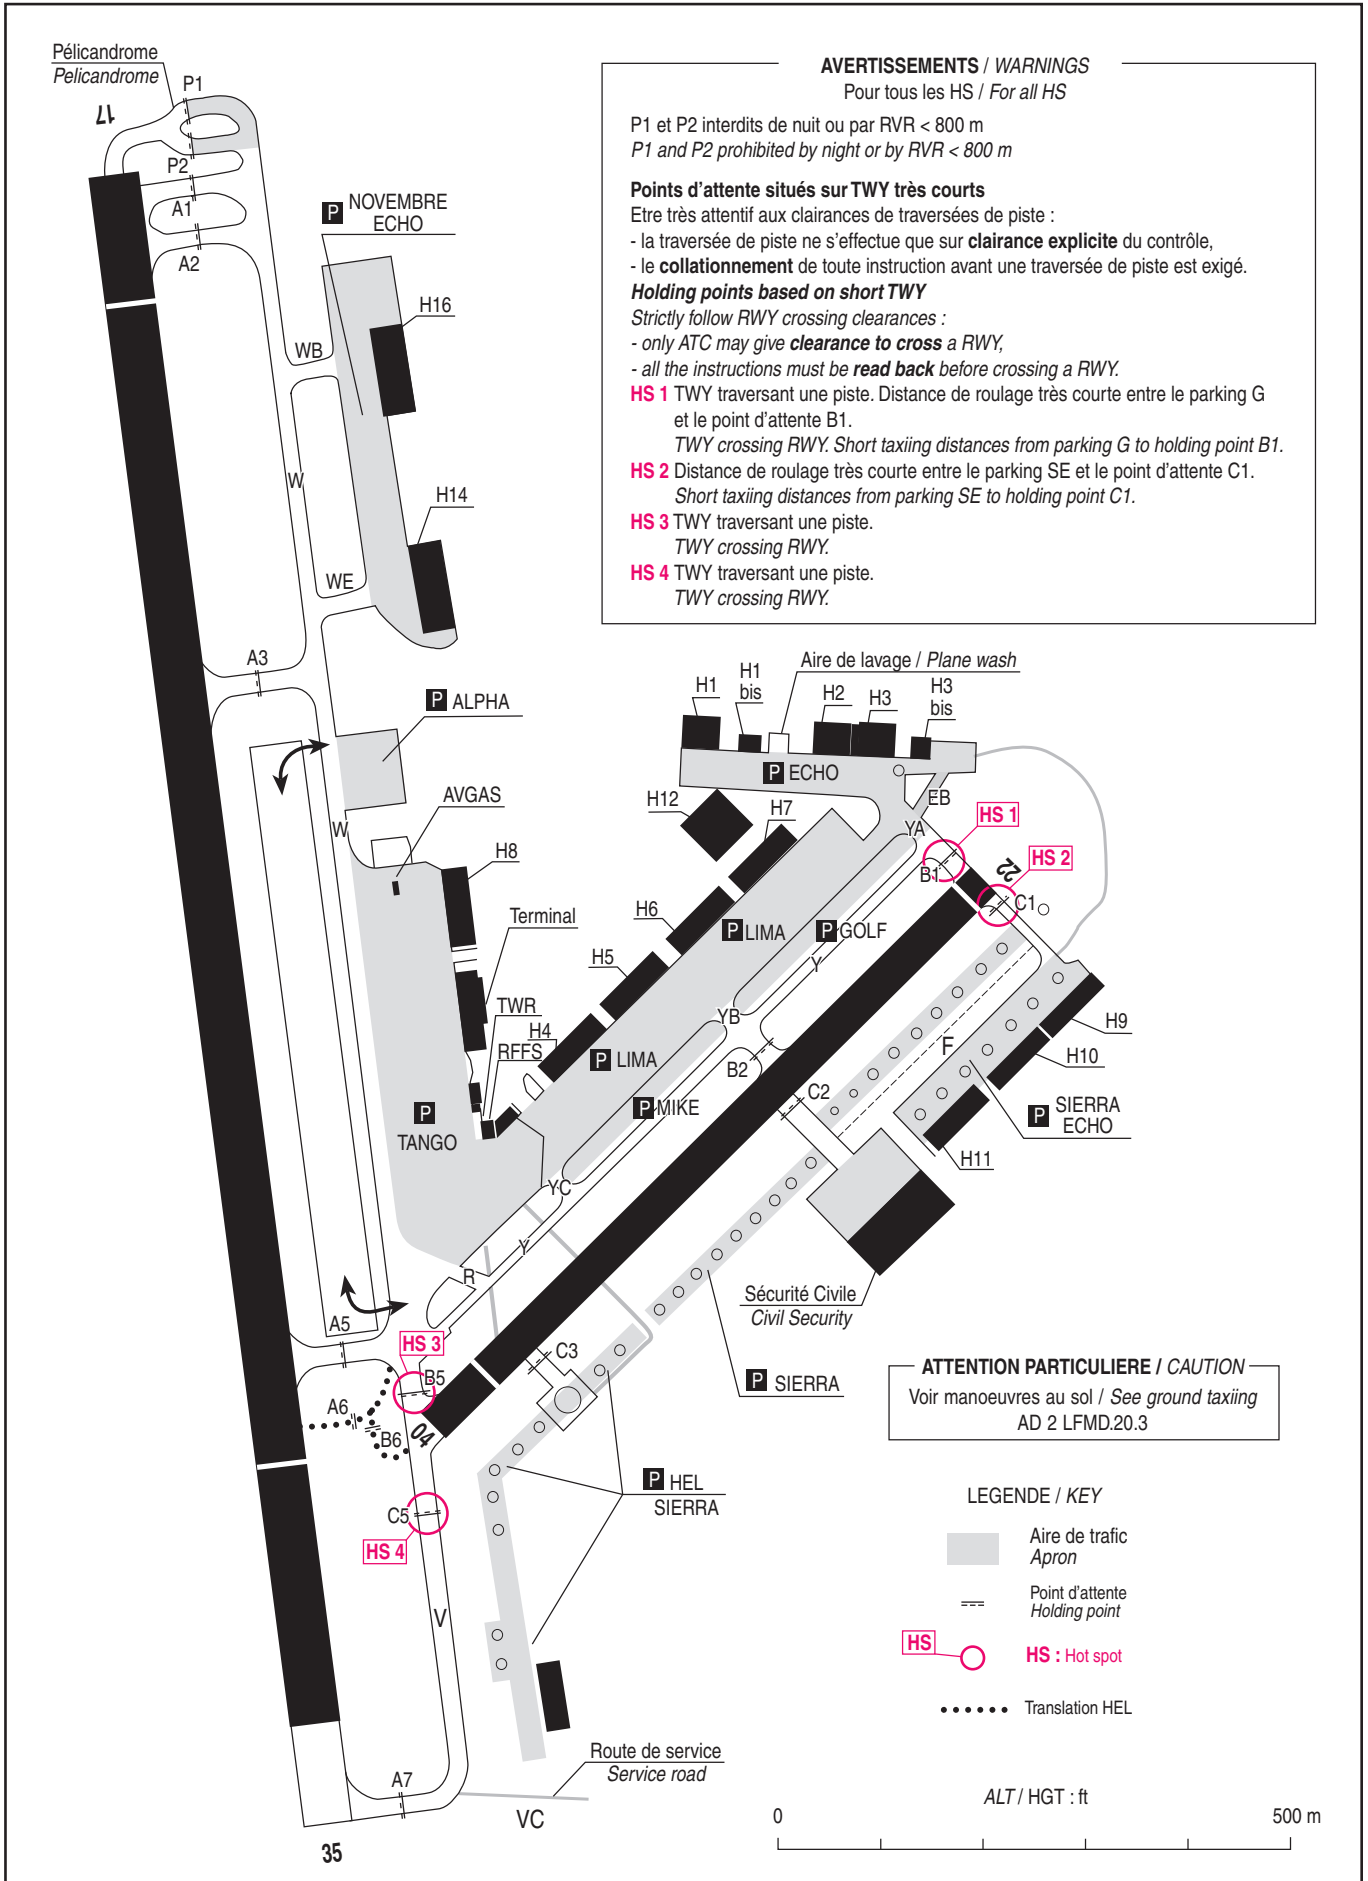 Pélicandrome
Pelicandrome
P1
17
P2
A1
A2
P NOVEMBRE
ECHO
H16
WB
W
H14
WE
A3
P ALPHA
AVGAS
W
H8
Terminal
TWR
RFFS
H4
P
TANGO
AVERTISSEMENTS / WARNINGS
Pour tous les HS / For all HS
P1 et P2 interdits de nuit ou par RVR < 800 m
P1 and P2 prohibited by night or by RVR < 800 m
Points d'attente situés sur TWY très courts
Etre très attentif aux clairances de traversées de piste :
- la traversée de piste ne s'effectue que sur clairance explicite du contrôle,
- le collationnement de toute instruction avant une traversée de piste est exigé.
Holding points based on short TWY
Strictly follow RWY crossing clearances :
- only ATC may give clearance to cross a RWY,
- all the instructions must be read back before crossing a RWY.
HS 1 TWY traversant une piste. Distance de roulage très courte entre le parking G
et le point d'attente B1.
TWY crossing RWY. Short taxiing distances from parking G to holding point B1.
HS 2 Distance de roulage très courte entre le parking SE et le point d'attente C1.
Short taxiing distances from parking SE to holding point C1.
HS 3 TWY traversant une piste.
TWY crossing RWY.
HS 4 TWY traversant une piste.
TWY crossing RWY.
H1
H1
bis
Aire de lavage / Plane wash
H2
H3
H3
bis
P ECHO
H12
H7
EB
YA
HS 1
B1
22
HS 2
C1
H6
P LIMA
P GOLF
H5
Y
YB
P LIMA
B2
P MIKE
C2
F
H9
H10
P SIERRA
ECHO
H11
YC
Y
R
Sécurité Civile
Civil Security
A5
HS 3
B5
C3
P SIERRA
A6
B6
04
P HEL
SIERRA
C5
HS 4
V
ATTENTION PARTICULIERE / CAUTION
Voir manoeuvres au sol / See ground taxiing
AD 2 LFMD.20.3
LEGENDE / KEY
Aire de trafic
Apron
Point d'attente
Holding point
HS
HS : Hot spot
Translation HEL
Route de service
Service road
A7
VC
35
ALT / HGT : ft
0
500 m